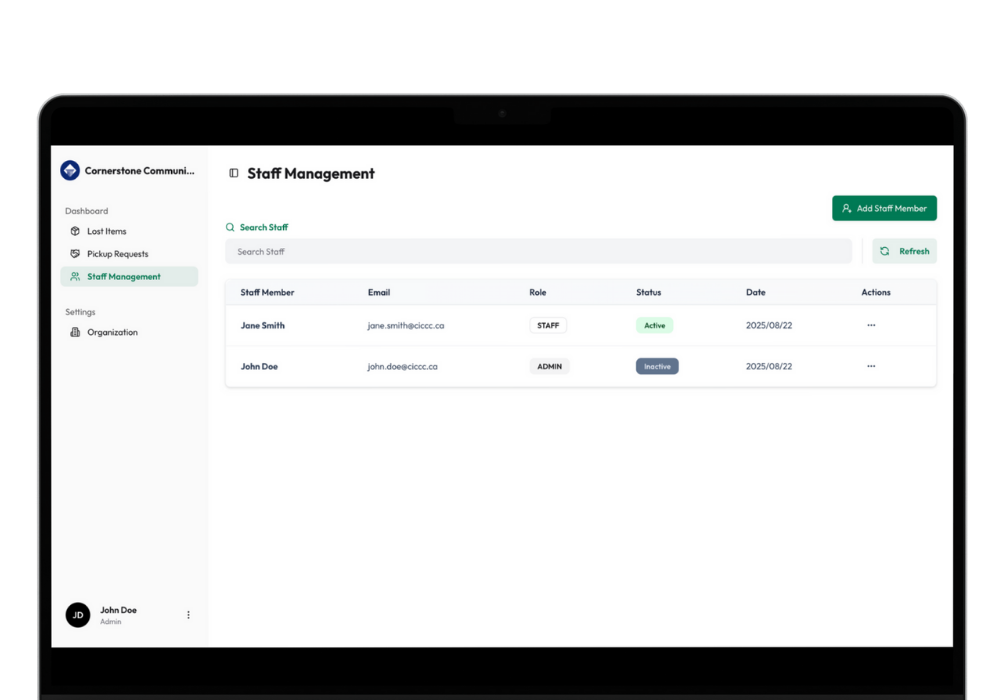 Cornerstone Communi...
Dashboard
Lost Items
Pickup Requests
Staff Management
Settings
Organization
JD
John Doe
Admin
Staff Management
Add Staff Member
Search Staff
Search Staff
Refresh
Staff Member Email Role Status Date Actions
Jane Smith jane.smith@ciccc.ca STAFF Active 2025/08/22 ...
John Doe john.doe@ciccc.ca ADMIN Inactive 2025/08/22 ...